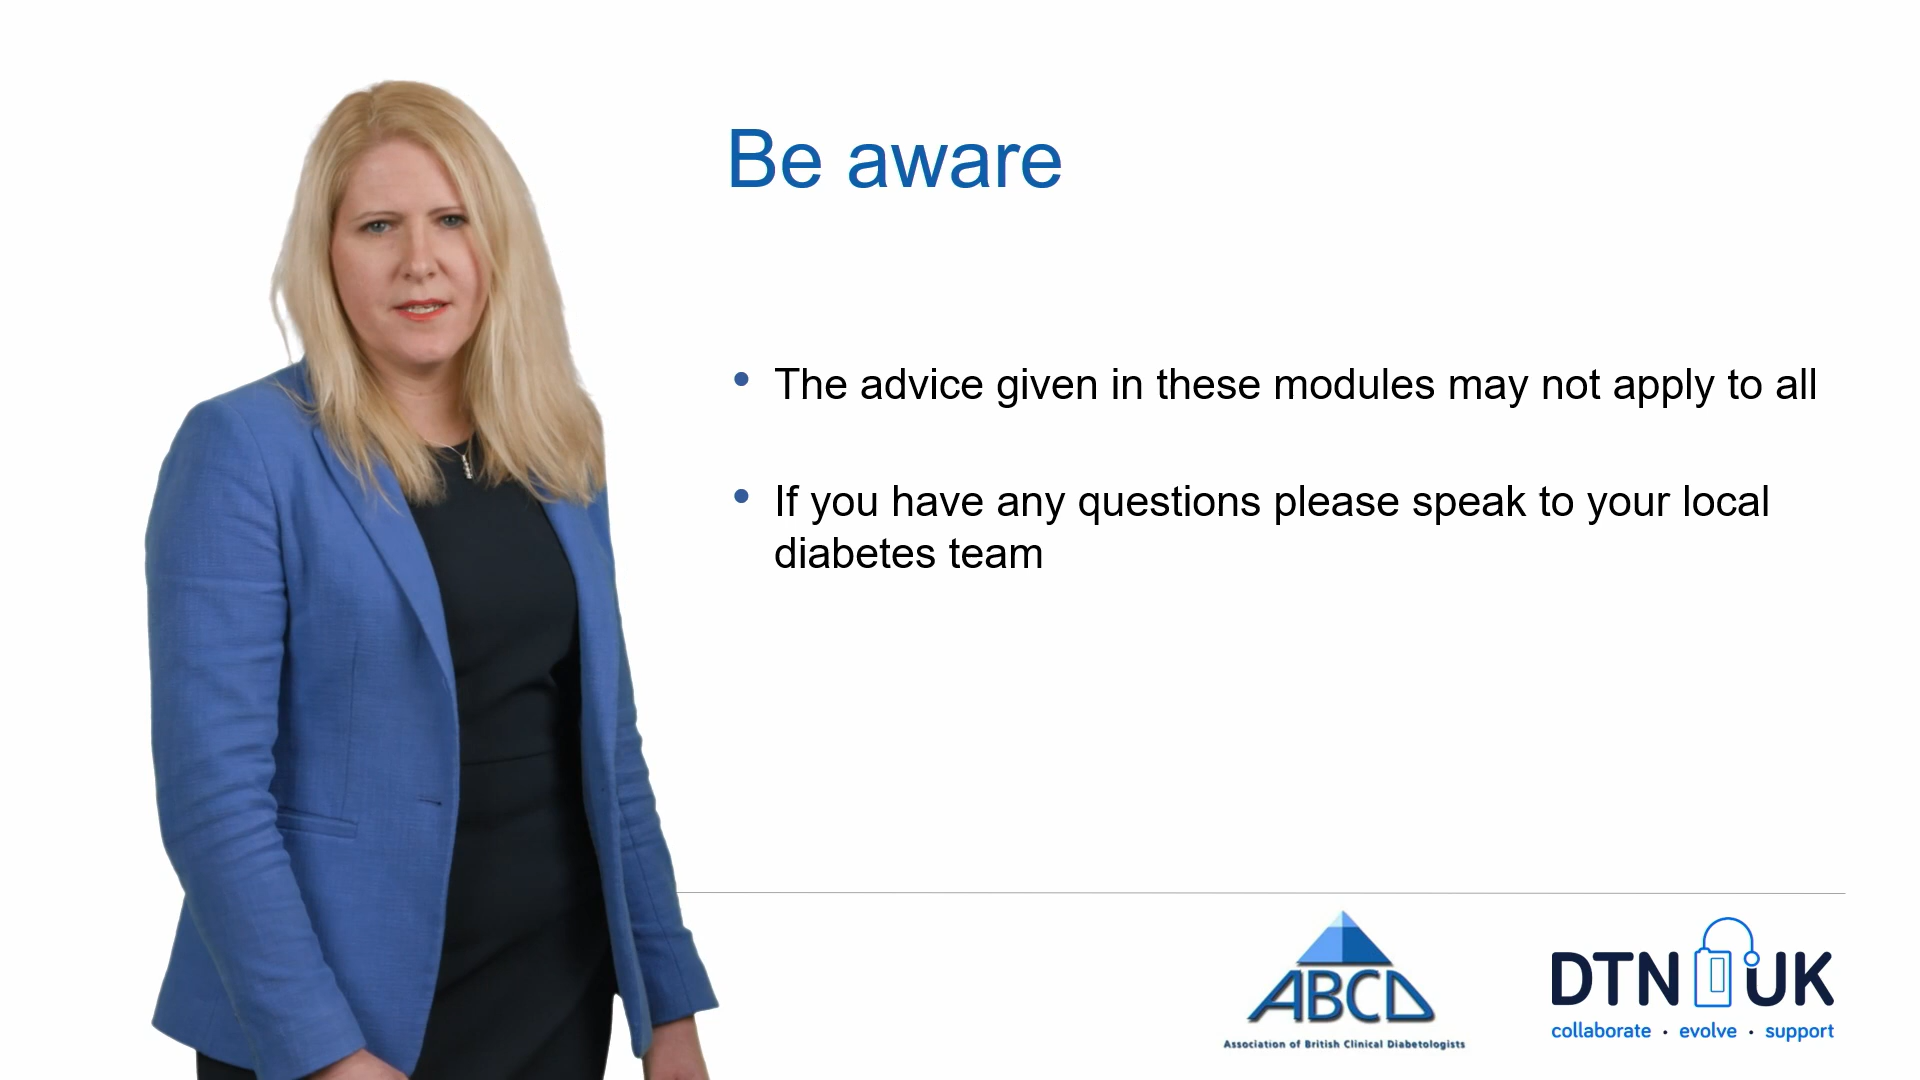 Be aware
• The advice given in these modules may not apply to all
• If you have any questions please speak to your local
diabetes team
ABCD
Association of British Clinical Diabetologists
DTN UK
collaborate · evolve · support